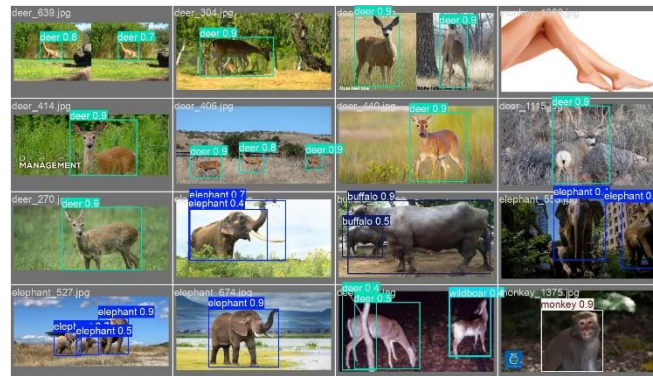 deer_639.jpg
deer 0.8
deer 0.7
deer_304.jpg
deer 0.9
deer 0.9
deer 0.9
deer_414.jpg
deer 0.9
MANAGEMENT
deer_406.jpg
deer 0.9
deer 0.8
deer 0.9
deer_440.jpg
deer 0.9
deer_1115.jpg
deer 0.9
deer_270.jpg
deer 0.9
elephant 0.7
elephant 0.4
buffalo 0.9
buffalo 0.5
elephant_527.jpg
elephant 0.9
elephant 0.5
elephant_674.jpg
elephant 0.9
deer 0.4
deer 0.5
wildboar 0.4
monkey_1375.jpg
monkey 0.9